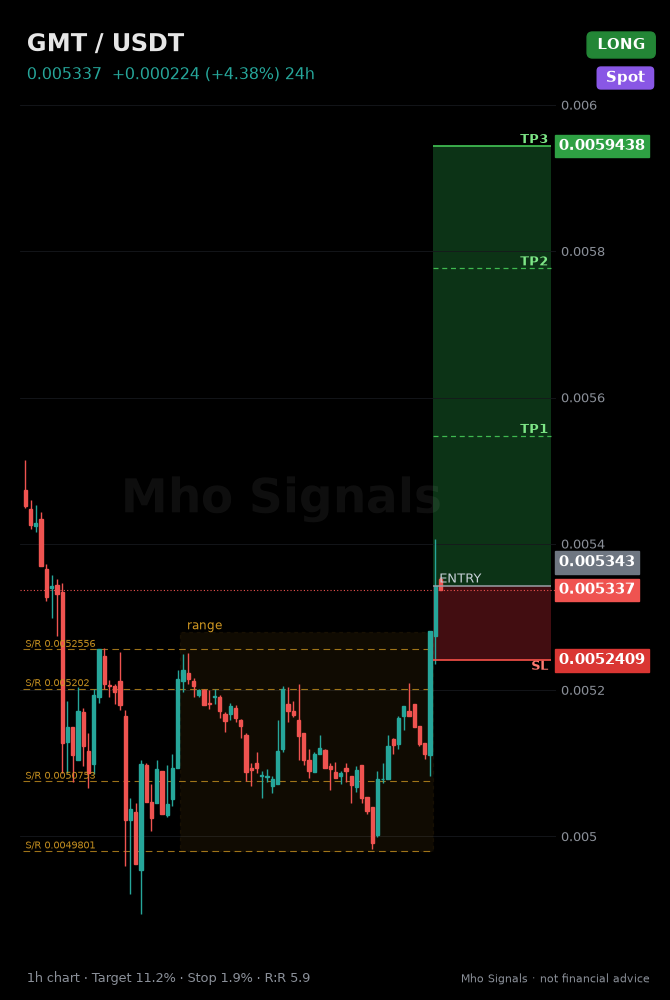 GMT / USDT
LONG
0.005337 +0.000224 (+4.38%) 24h
Spot
0.006
TP3
0.0059438
0.0058
TP2
0.0056
TP1
Mho Signals
0.0054
0.005343
ENTRY
0.005337
range
S/R 0.0052556
0.0052409
SL
S/R 0.005202
0.0052
S/R 0.0050753
0.005
S/R 0.0049801
1h chart · Target 11.2% · Stop 1.9% · R:R 5.9
Mho Signals · not financial advice